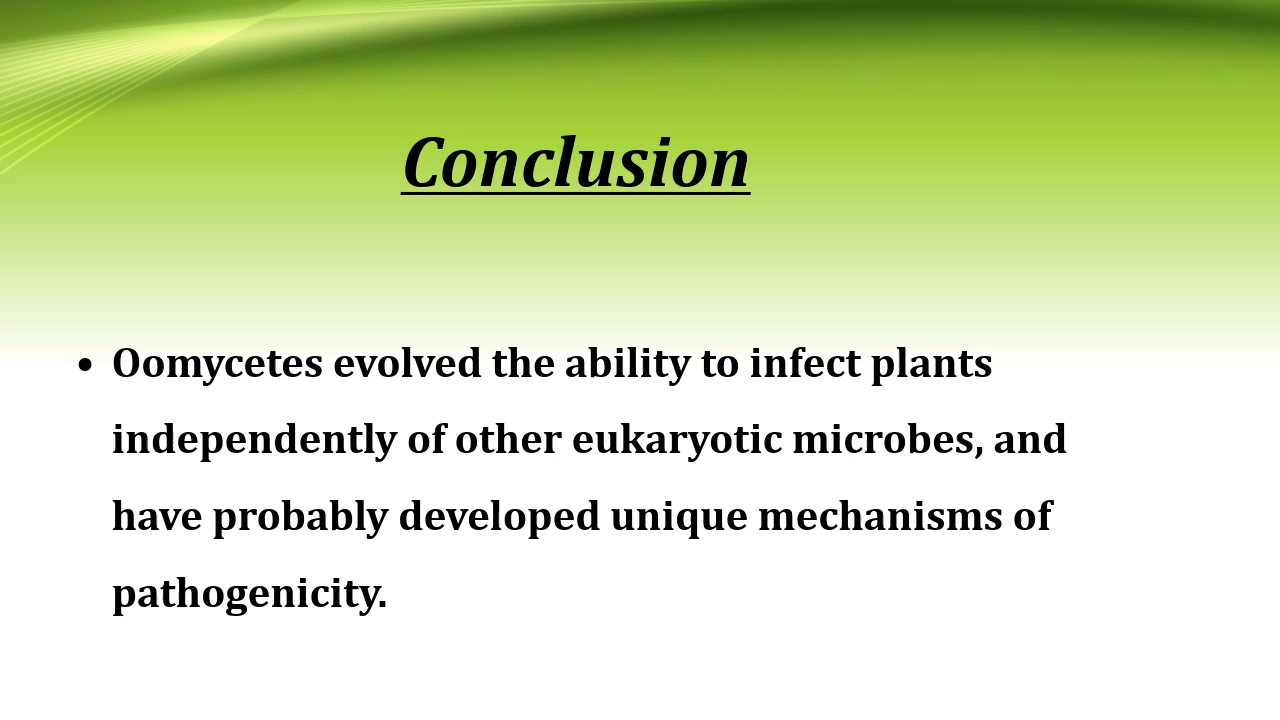 Conclusion
• Oomycetes evolved the ability to infect plants
independently of other eukaryotic microbes, and
have probably developed unique mechanisms of
pathogenicity.